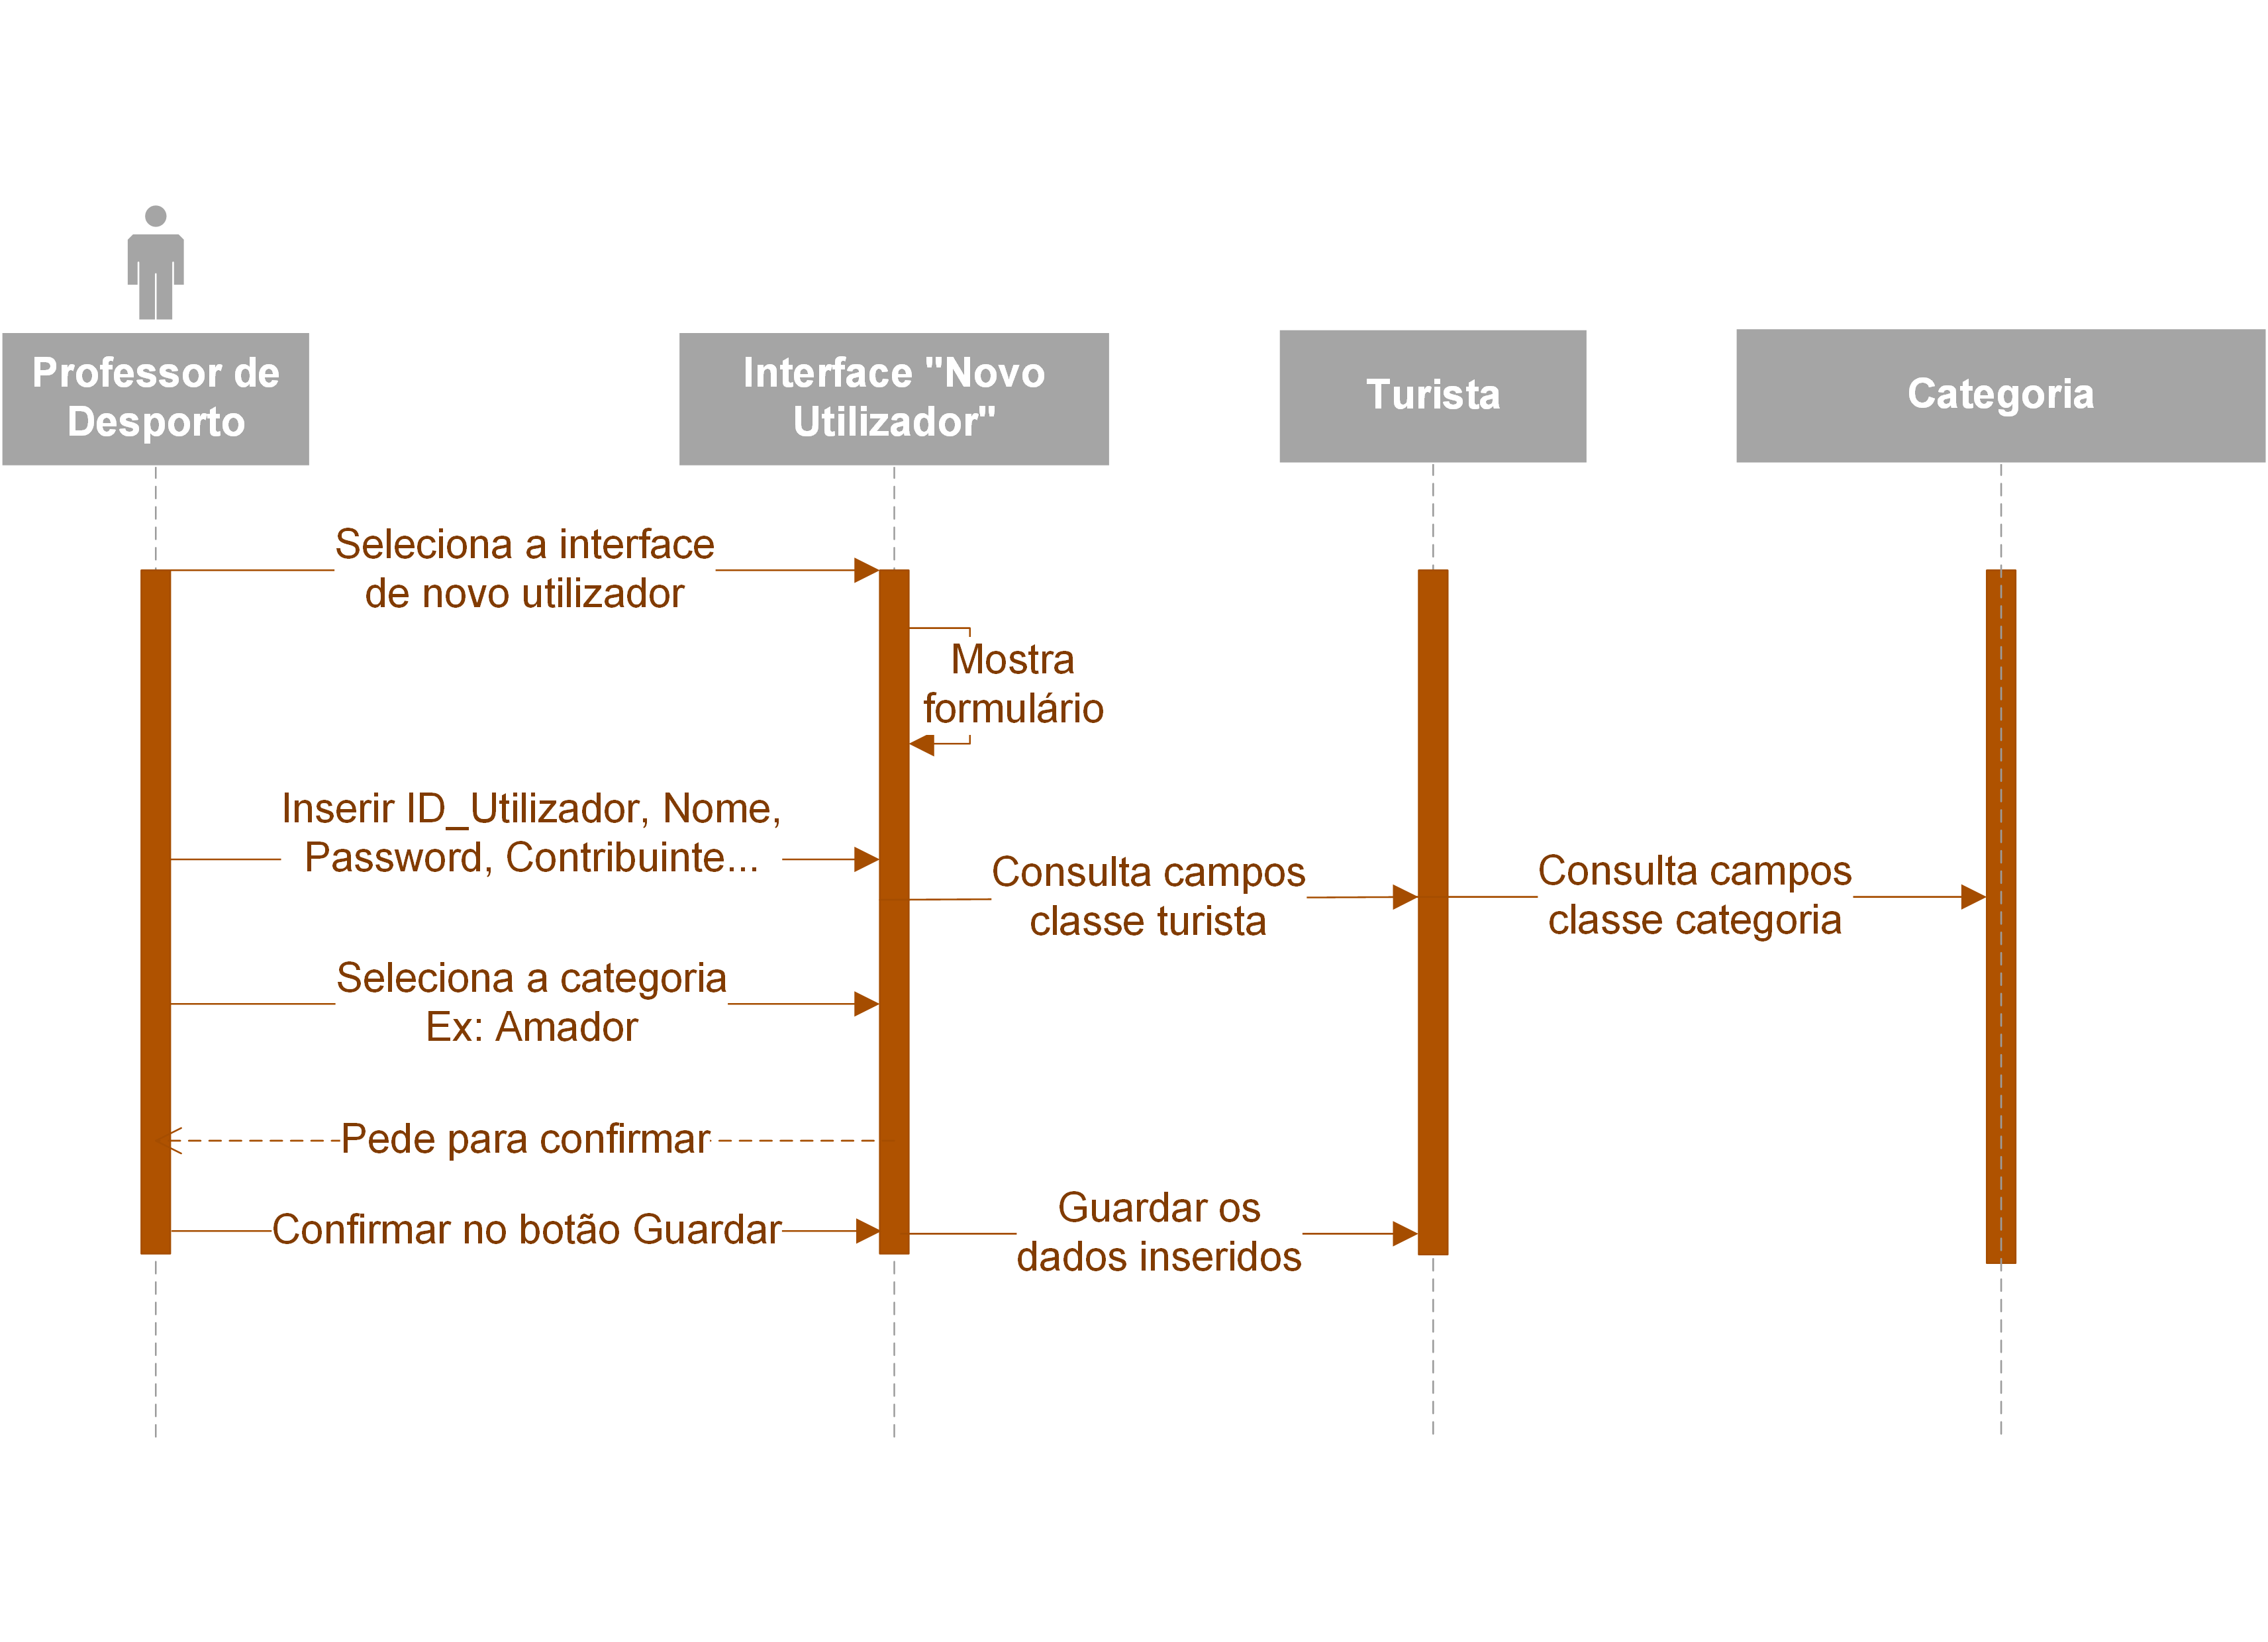 Professor de
Desporto
Interface "Novo
Utilizador"
Turista
Categoria
Seleciona a interface
de novo utilizador
Mostra
formulário
Inserir ID_Utilizador, Nome,
Password, Contribuinte...
Consulta campos
classe turista
Consulta campos
classe categoria
Seleciona a categoria
Ex: Amador
Pede para confirmar
Confirmar no botão Guardar
Guardar os
dados inseridos